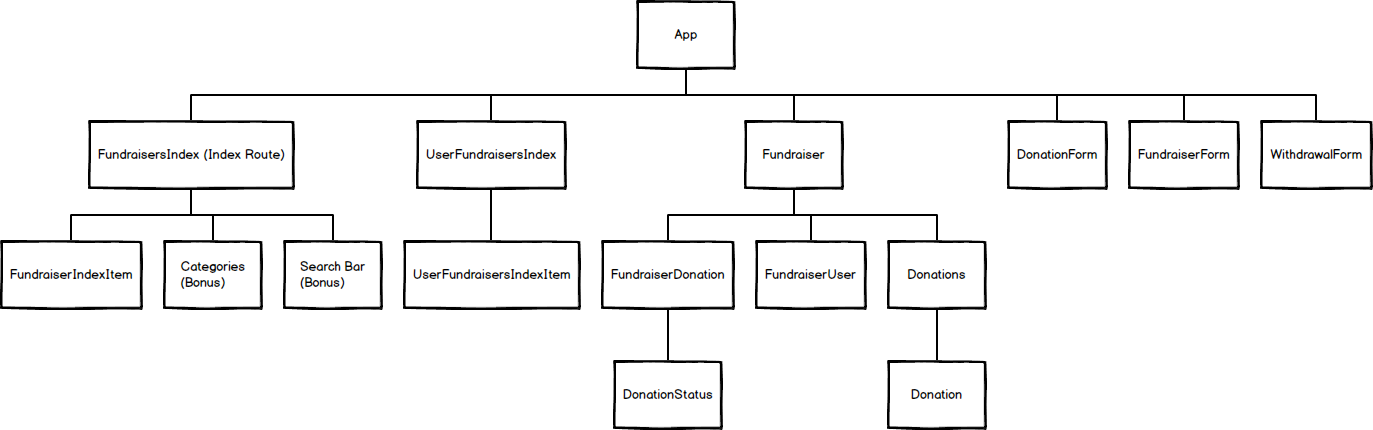 App
FundraisersIndex (Index Route)
UserFundraisersIndex
Fundraiser
DonationForm
FundraiserForm
WithdrawalForm
FundraiserIndexItem
Categories
(Bonus)
Search Bar
(Bonus)
UserFundraisersIndexItem
FundraiserDonation
FundraiserUser
Donations
DonationStatus
Donation